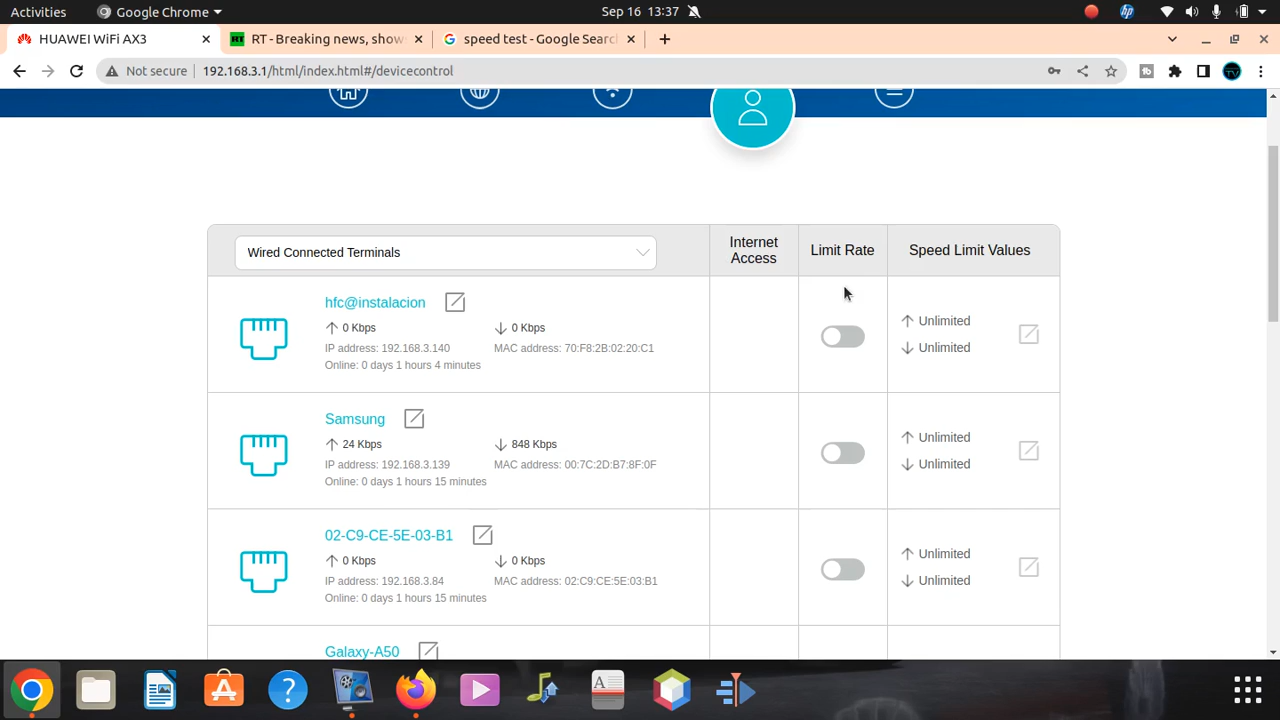 Activities
Google Chrome
Sep 16 13:37
HUAWEI WiFi AX3
RT - Breaking news, show
speed test - Google Searc
Not secure
192.168.3.1/html/index.html#/devicecontrol
Wired Connected Terminals
Internet
Access
Limit Rate
Speed Limit Values
hfc@instalacion
0 Kbps
0 Kbps
IP address: 192.168.3.140
MAC address: 70:F8:2B:02:20:C1
Online: 0 days 1 hours 4 minutes
Unlimited
Unlimited
Samsung
24 Kbps
848 Kbps
IP address: 192.168.3.139
MAC address: 00:7C:2D:B7:8F:0F
Online: 0 days 1 hours 15 minutes
Unlimited
Unlimited
02-C9-CE-5E-03-B1
0 Kbps
0 Kbps
IP address: 192.168.3.84
MAC address: 02:C9:CE:5E:03:B1
Online: 0 days 1 hours 15 minutes
Unlimited
Unlimited
Galaxy-A50